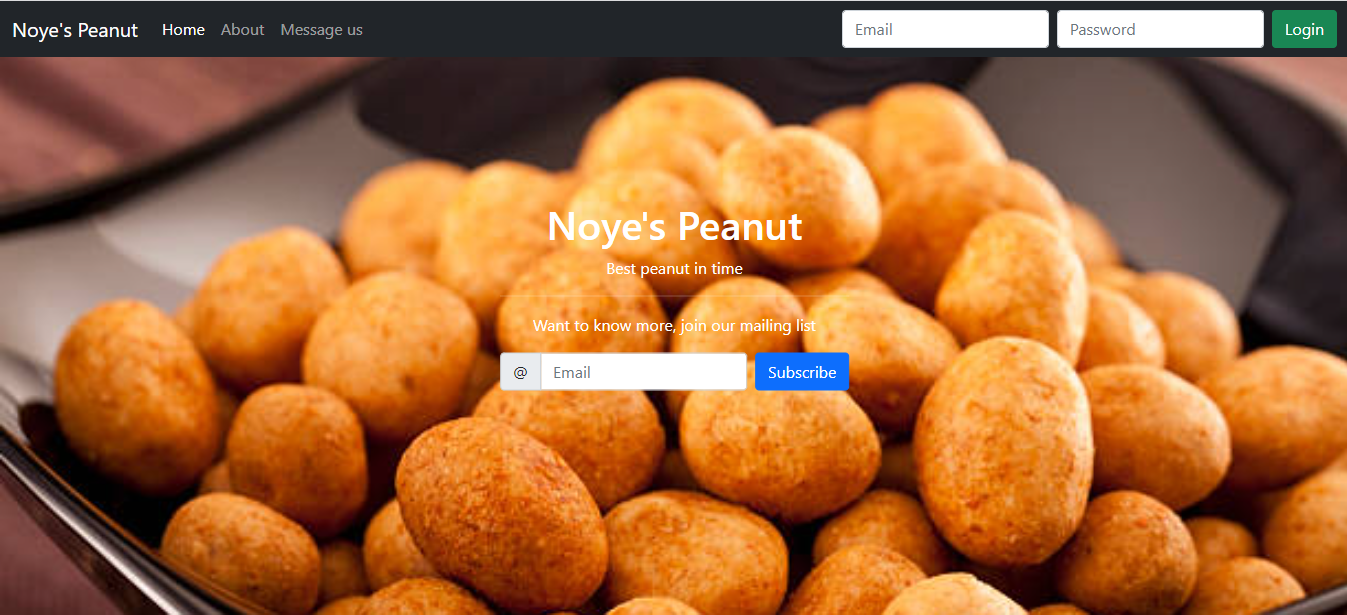 Noye's Peanut Home About Message us Email Password Login
Noye's Peanut
Best peanut in time
Want to know more, join our mailing list
@ Email Subscribe